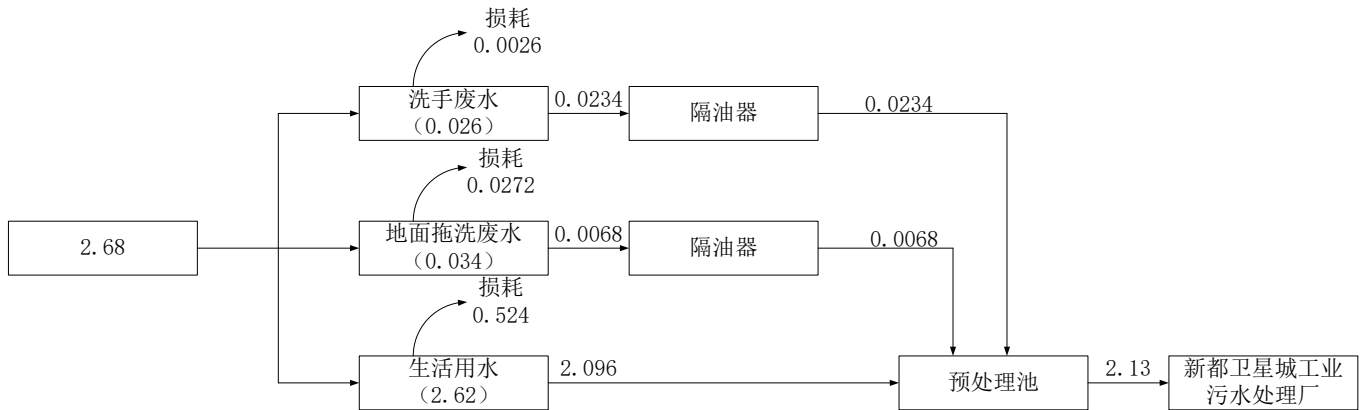 损耗
0.0026
洗手废水
（0.026）
0.0234
隔油器
0.0234
损耗
0.0272
2.68
地面拖洗废水
（0.034）
0.0068
隔油器
0.0068
损耗
0.524
生活用水
（2.62）
2.096
预处理池
2.13
新都卫星城工业
污水处理厂